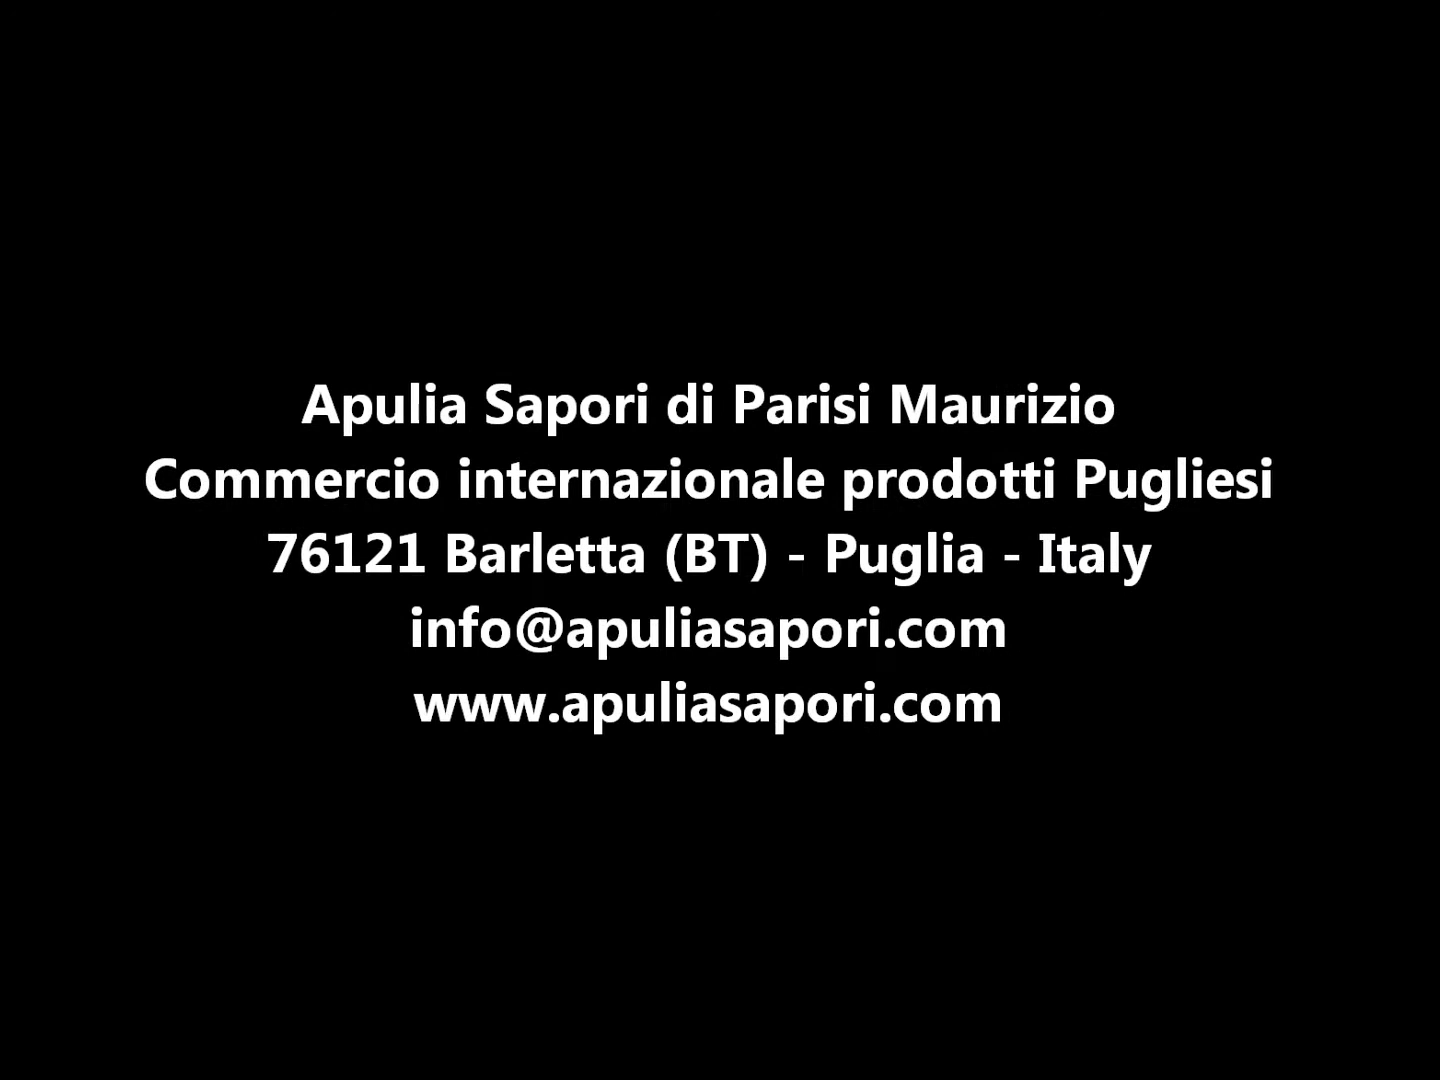 Apulia Sapori di Parisi Maurizio
Commercio internazionale prodotti Pugliesi
76121 Barletta (BT) - Puglia - Italy
info@apuliasapori.com
www.apuliasapori.com